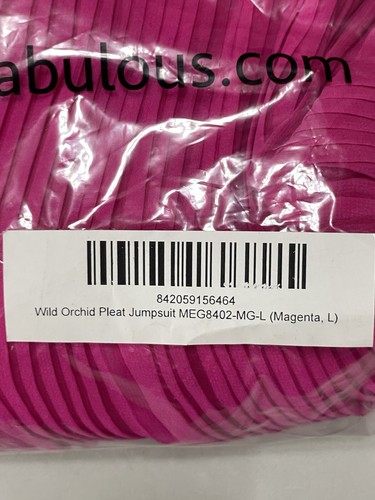 abulous.com
842059156464
Wild Orchid Pleat Jumpsuit MEG8402-MG-L (Magenta, L)